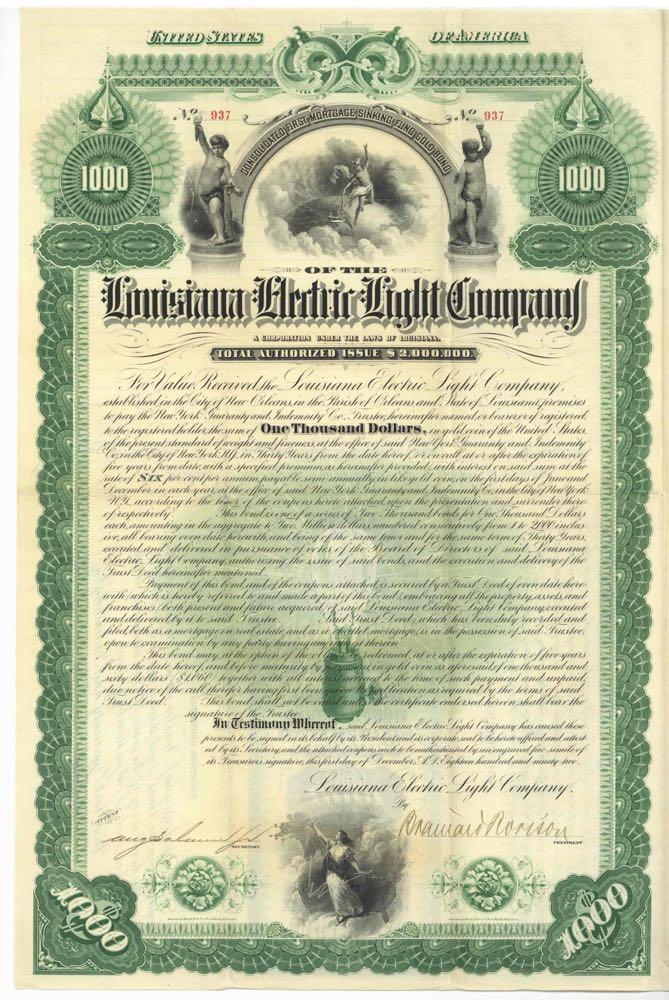 UNITED STATES OF AMERICA
No. 937 No. 937
CONSOLIDATED FIRST MORTGAGE SINKING FUND GOLD BOND
1000 1000
OF THE
Louisiana Electric Light Company
A CORPORATION UNDER THE LAWS OF LOUISIANA.
TOTAL AUTHORIZED ISSUE $2,000,000.
For Value Received, the Louisiana Electric Light Company,
established in the City of New Orleans, in the Parish of Orleans and State of Louisiana, promises
to pay the New York Guaranty and Indemnity Co., Trustee, hereinafter named, or bearer, or if registered,
to the registered holder, the sum of One Thousand Dollars, in gold coin of the United States,
of the present standard of weight and fineness, at the office of said New York Guaranty and Indemnity
Co., in the City of New York, N.Y., in Thirty Years from the date hereof, or on call at or after the expiration of
five years from date, with a specified premium, as hereinafter provided, with interest on said sum at the
rate of Six per cent per annum, payable semi-annually, in like gold coin, on the first days of June and
December, in each year, at the office of said New York Guaranty and Indemnity Co., in the City of New York,
N.Y., according to the tenor of the coupons hereto attached, upon the presentation and surrender there-
of respectively. This bond is one of a series of Two Thousand bonds for One Thousand Dollars
each, amounting in the aggregate to Two Million dollars, numbered consecutively from 1 to 2000 inclus-
ive, all bearing even date herewith, and being of the same tenor and for the same term of Thirty Years,
executed and delivered in pursuance of votes of the Board of Directors of said Louisiana
Electric Light Company, authorizing the issue of said bonds, and the execution and delivery of the
Trust Deed hereinafter mentioned.
Payment of this bond, and of the coupons attached, is secured by a Trust Deed of even date here-
with, which is hereby referred to and made a part of this bond, embracing all the property, assets, and
franchises, both present and future acquired, of said Louisiana Electric Light Company, executed
and delivered by it to said Trustee. Said Trust Deed, which has been duly recorded and
filed both as a mortgage on real estate, and as a chattel mortgage, is in the possession of said Trustee,
open to examination by any party having interest therein.
This bond may, at the option of the Company, be redeemed, at or after the expiration of five years
from the date hereof, and before maturity by payment, in gold coin as aforesaid, of one thousand and
sixty dollars $1,060, together with all interest accrued to the time of such payment and unpaid,
due notice of the call therefor having first been given by publication as required by the terms of said
Trust Deed. This bond shall not be valid until the certificate endorsed hereon shall bear the
signature of the Trustee.
In Testimony Whereof, said Louisiana Electric Light Company has caused these
presents to be signed in its behalf by its President, and its corporate seal to be hereto affixed and attest-
ed by its Secretary, and the attached coupons each to be authenticated by an engraved fac-simile of
its Treasurer's signature, this first day of December, A.D. Eighteen hundred and ninety-two.
Louisiana Electric Light Company.
ATTEST By
Brainard Rorison
SECRETARY. PRESIDENT.
$1000 $1000